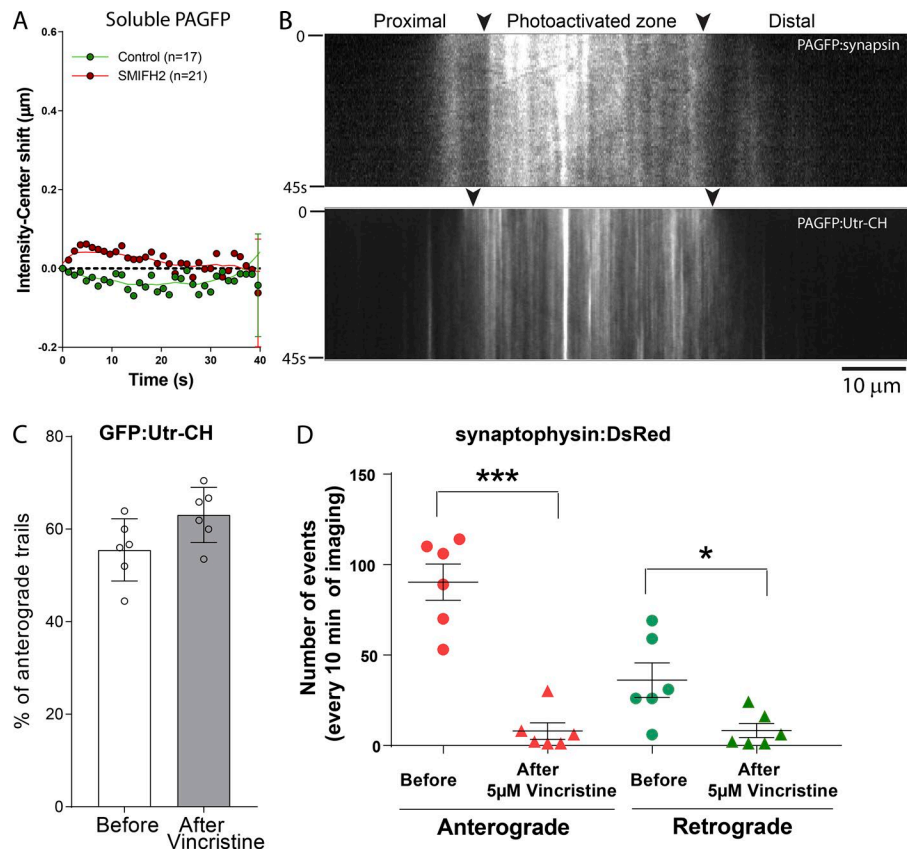 A
Soluble PAGFP
Control (n=17)
SMIFH2 (n=21)
Intensity-Center shift (μm)
0.6
0.4
0.2
0.0
-0.2
0
10
20
30
40
Time (s)
B
Proximal
Photoactivated zone
Distal
0
PAGFP:synapsin
45s
0
PAGFP:Utr-CH
45s
10 μm
C
GFP:Utr-CH
% of anterograde trails
80
60
40
20
0
Before
After
Vincristine
D
synaptophysin:DsRed
Number of events
(every 10 min of imaging)
150
100
50
0
***
*
Before
After
5μM Vincristine
Before
After
5μM Vincristine
Anterograde
Retrograde